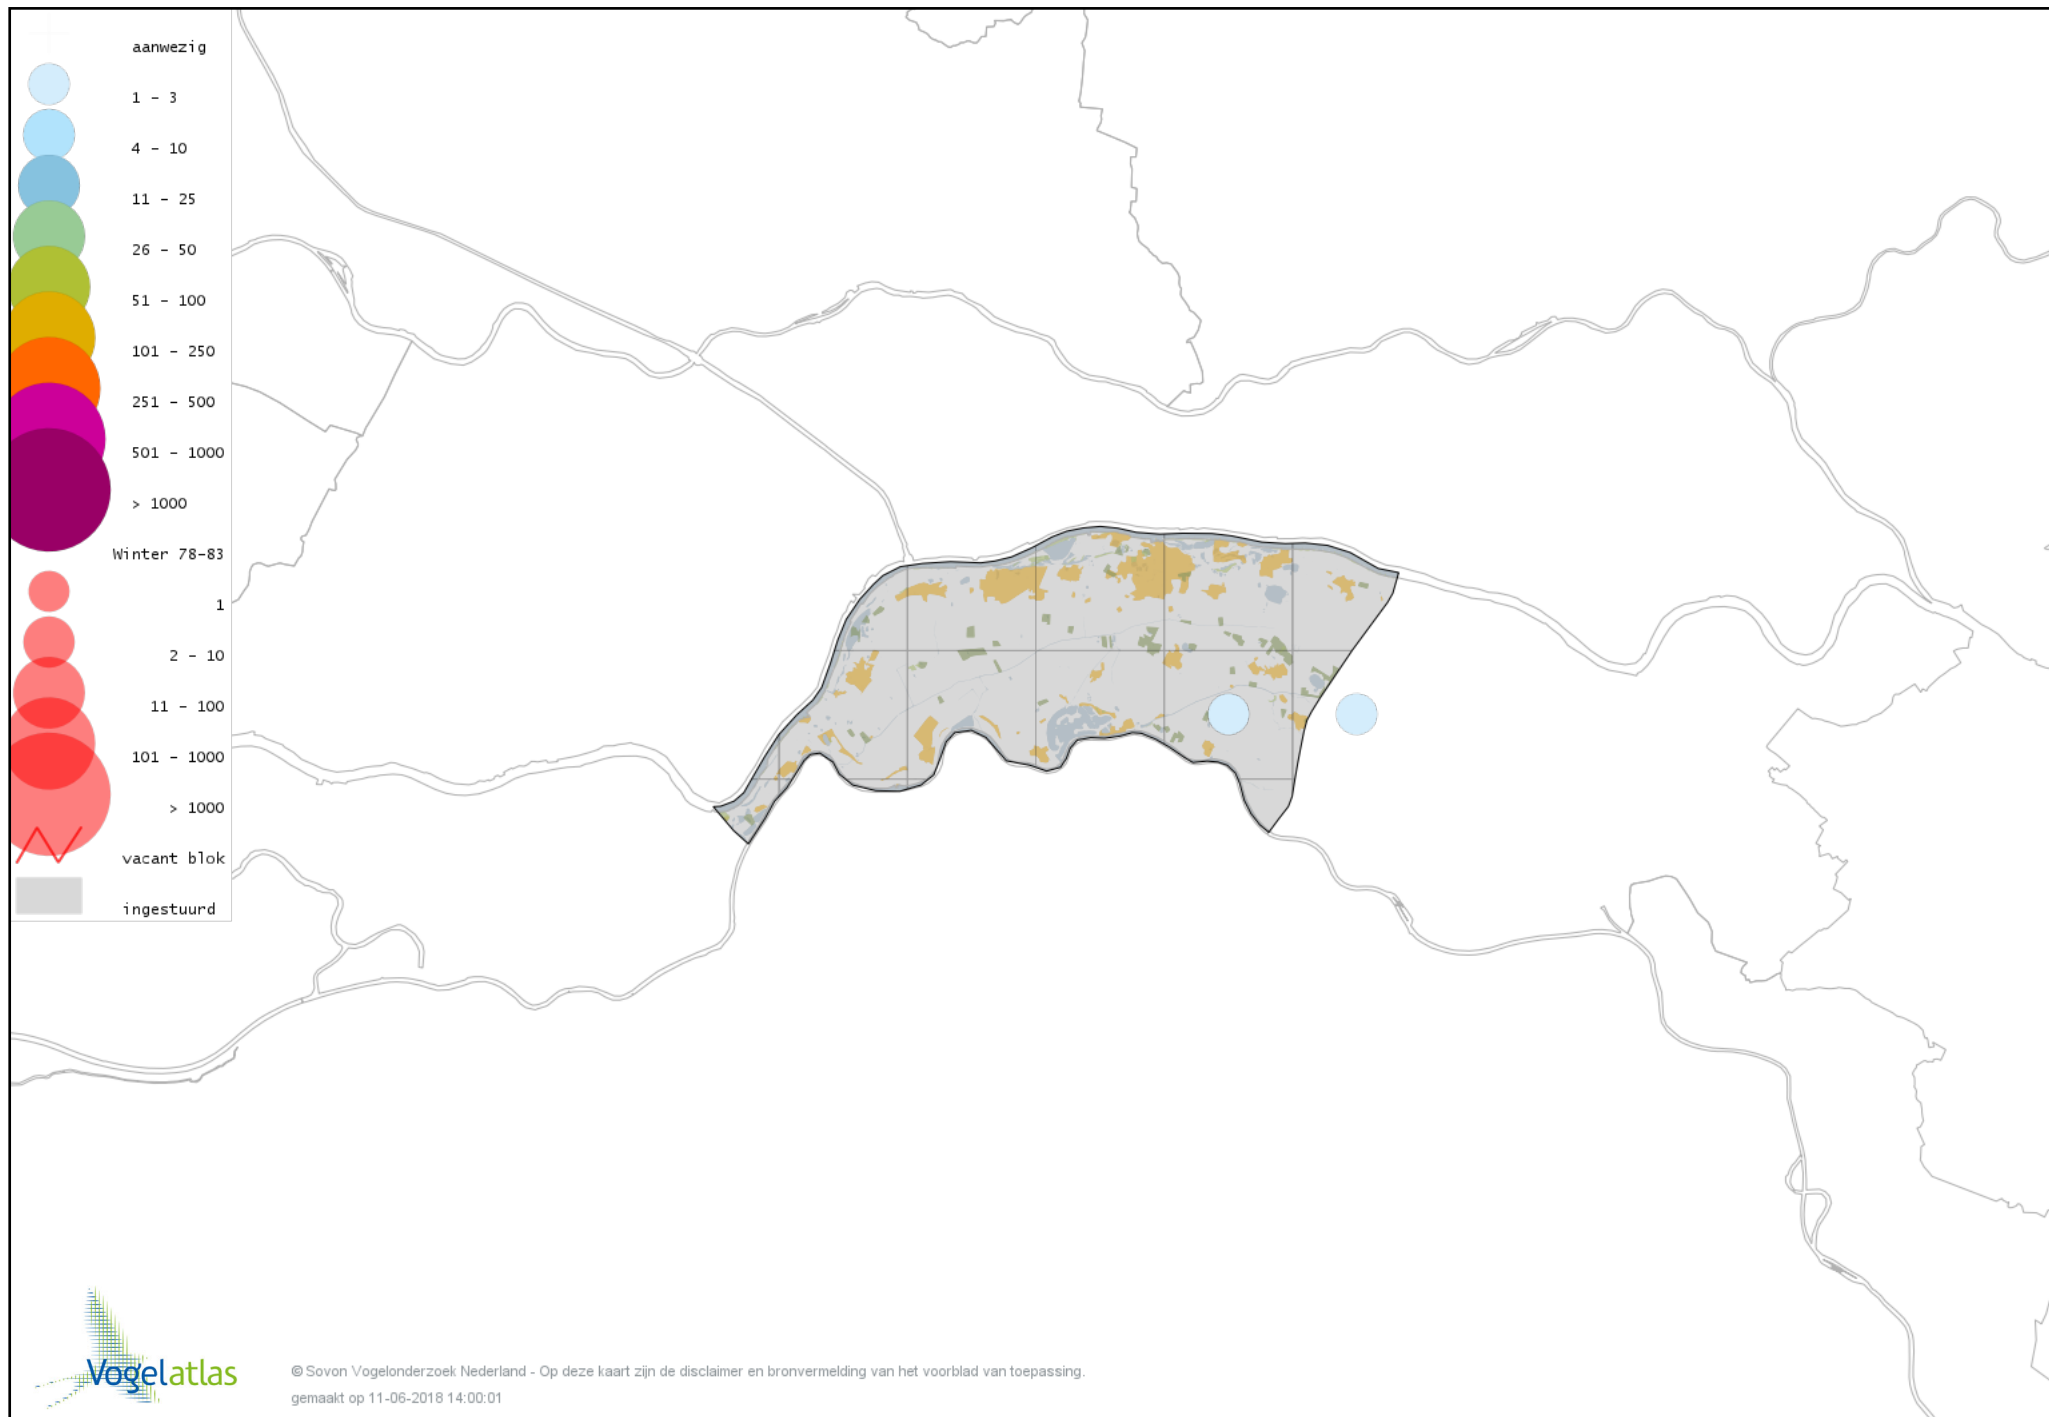 aanwezig
1 - 3
4 - 10
11 - 25
26 - 50
51 - 100
101 - 250
251 - 500
501 - 1000
> 1000
Winter 78-83
1
2 - 10
11 - 100
101 - 1000
> 1000
vacant blok
ingestuurd
Vogelatlas
© Sovon Vogelonderzoek Nederland - Op deze kaart zijn de disclaimer en bronvermelding van het voorblad van toepassing.
gemaakt op 11-06-2018 14:00:01